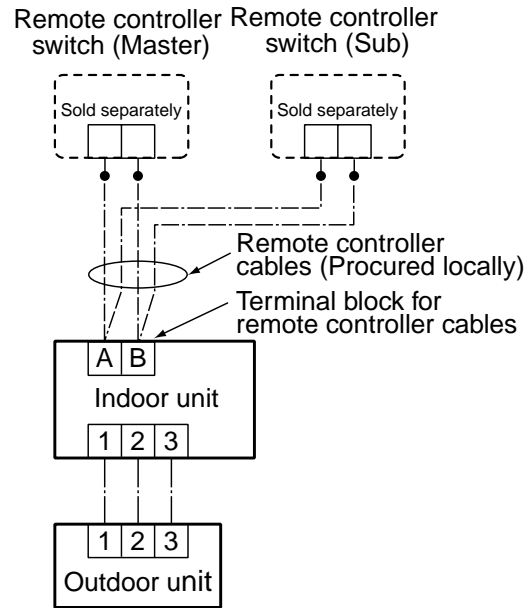 Remote controller
switch (Master)
Remote controller
switch (Sub)
Sold separately
Sold separately
Remote controller
cables (Procured locally)
Terminal block for
remote controller cables
A B
Indoor unit
1 2 3
1 2 3
Outdoor unit